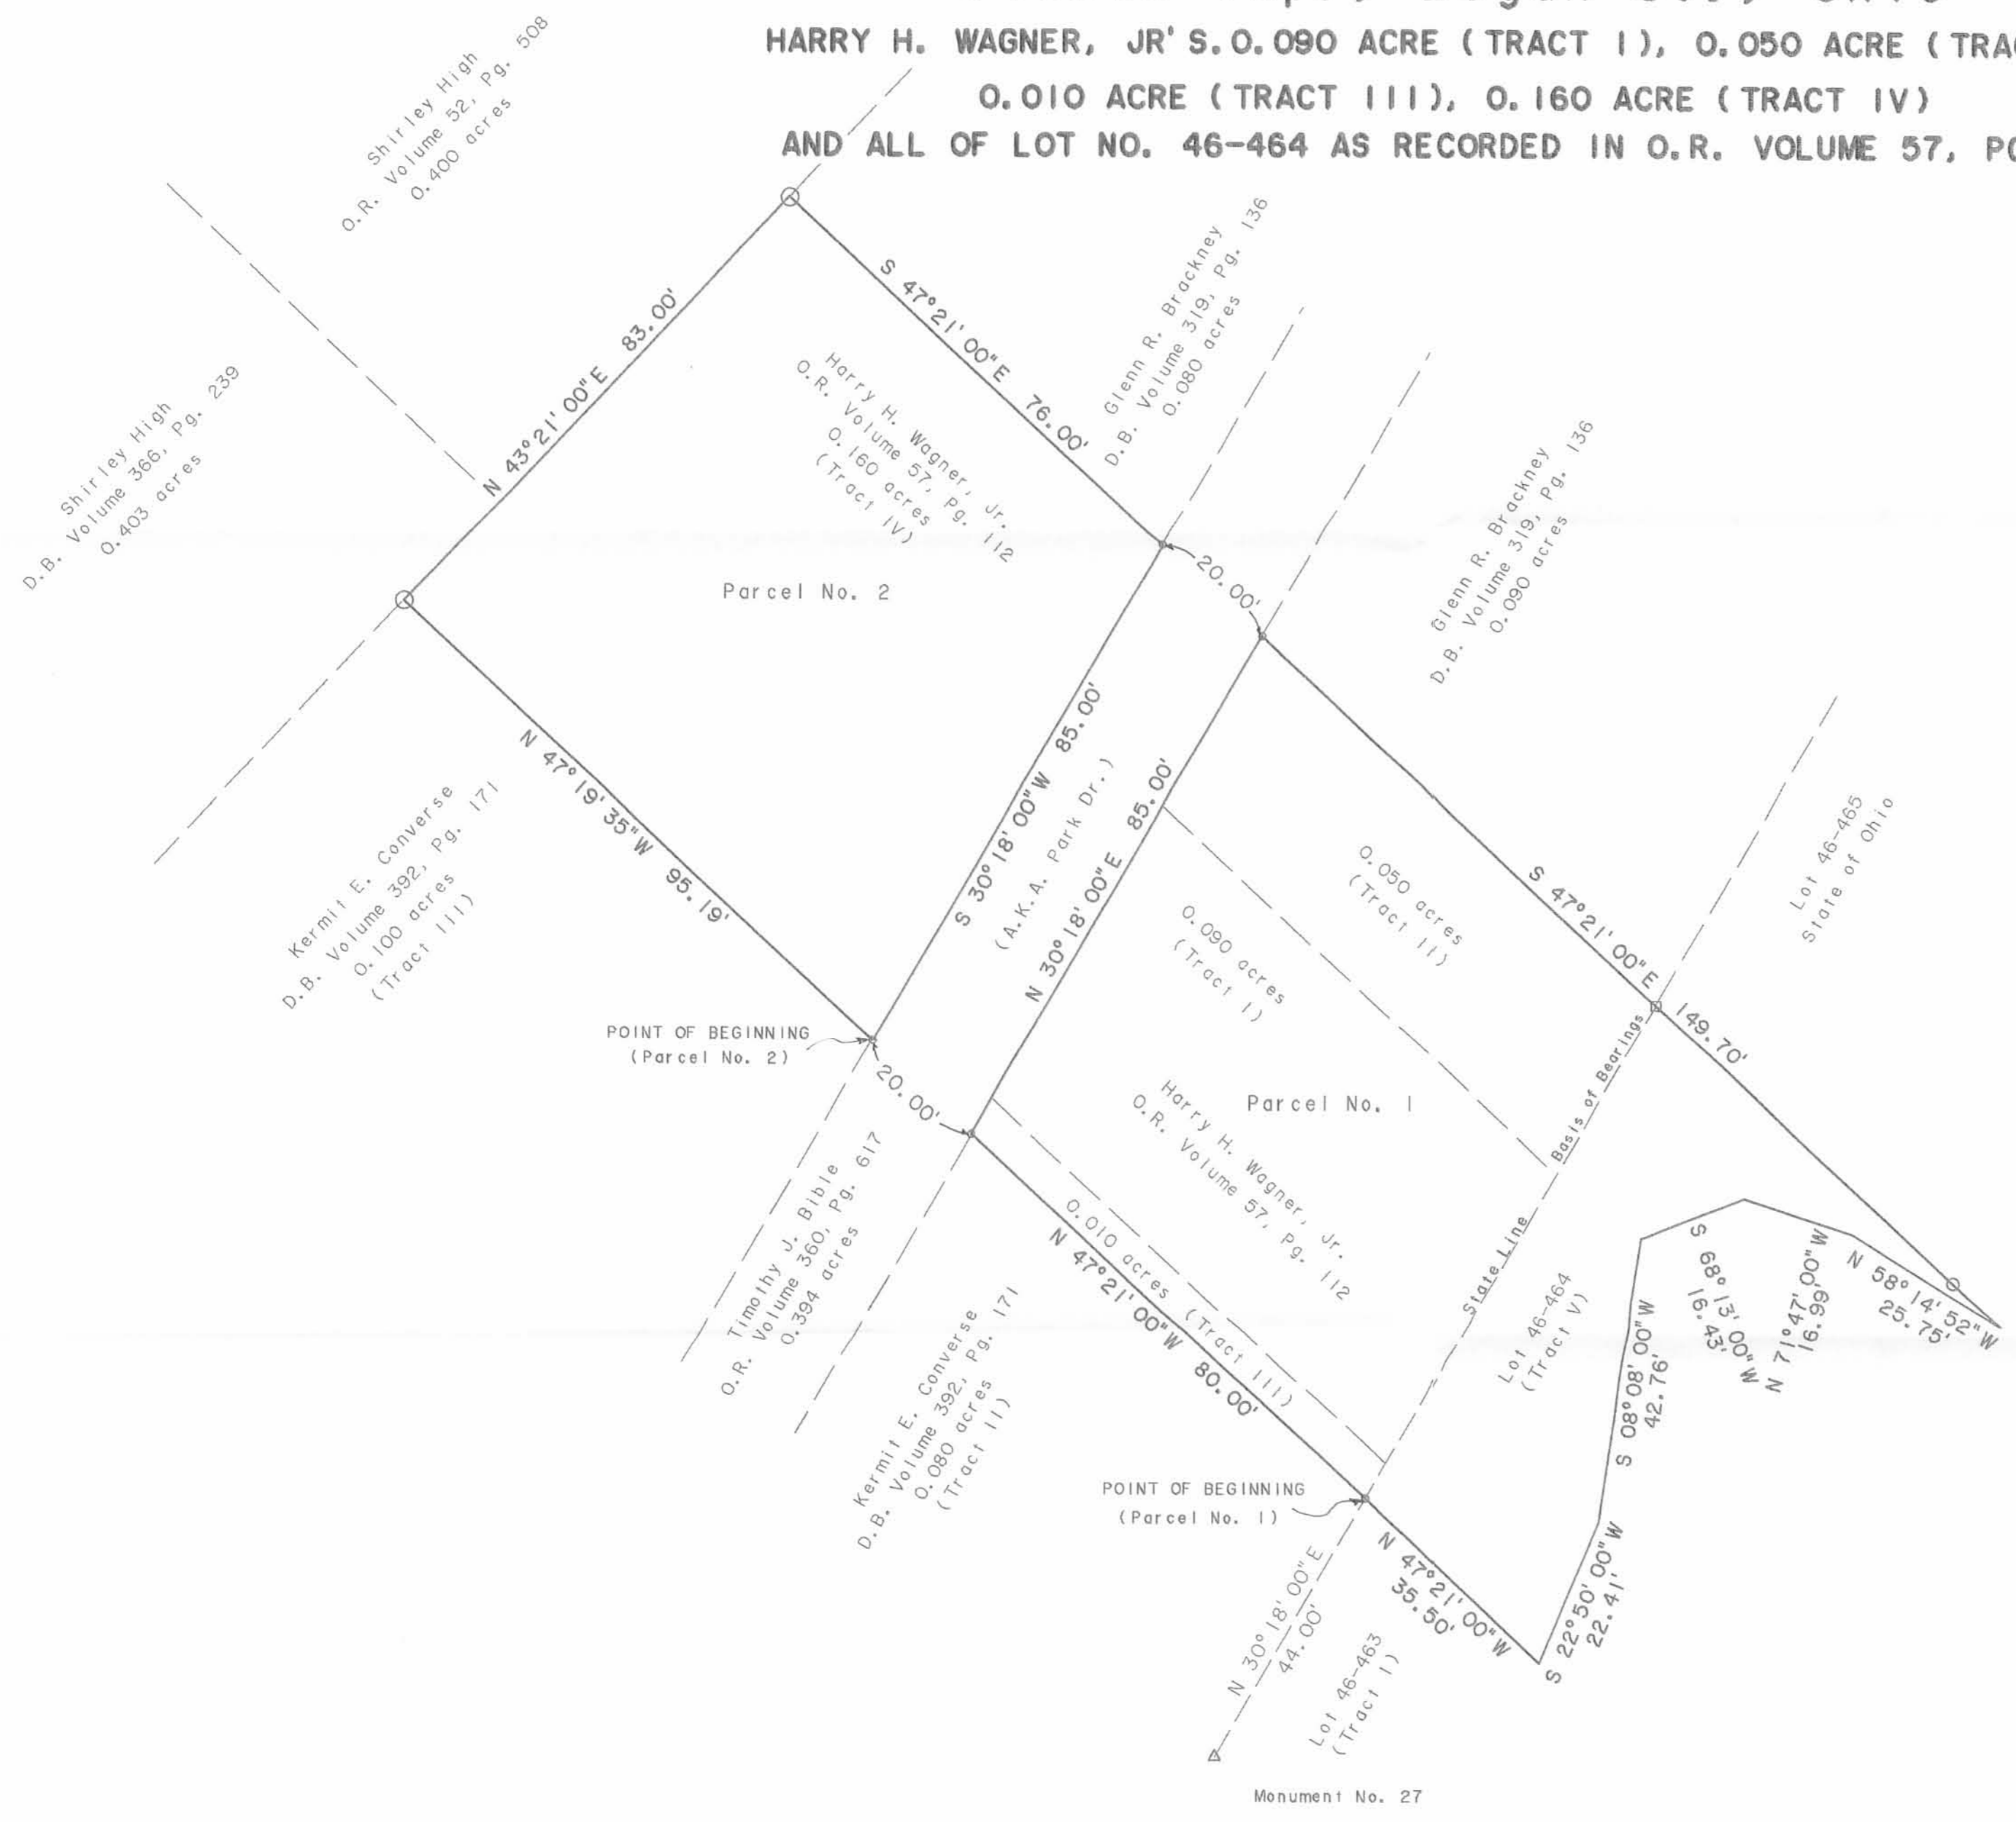 HARRY H. WAGNER, JR'S. 0.090 ACRE (TRACT I), 0.050 ACRE
0.010 ACRE (TRACT III), 0.160 ACRE (TRACT IV)
AND ALL OF LOT NO. 46-464 AS RECORDED IN O.R. VOLUME 57,
Shirley High
O.R. Volume 52, Pg. 508
0.400 acres
Shirley High
D.B. Volume 366, Pg. 239
0.403 acres
N 43°21'00"E 83.00'
S 47°21'00"E 76.00'
Glenn R. Brackney
D.B. Volume 319, Pg. 136
0.080 acres
Harry H. Wagner, Jr.
O.R. Volume 57, Pg. 112
0.160 acres
(Tract IV)
Parcel No. 2
20.00'
Glenn R. Brackney
D.B. Volume 319, Pg. 136
0.090 acres
N 47°19'35"W 95.19'
Kermit E. Converse
D.B. Volume 392, Pg. 171
0.100 acres
(Tract III)
S 30°18'00"W 85.00'
(A.K.A. Park Dr.)
N 30°18'00"E 85.00'
0.050 acres
(Tract II)
0.090 acres
(Tract I)
S 47°21'00"E 149.70'
Lot 46-465
State of Ohio
POINT OF BEGINNING
(Parcel No. 2)
20.00'
Parcel No. 1
Harry H. Wagner, Jr.
O.R. Volume 57, Pg. 112
State Line Basis of Bearings
Timothy J. Bible
O.R. Volume 360, Pg. 617
0.394 acres
0.010 acres (Tract III)
N 47°21'00"W 80.00'
Kermit E. Converse
D.B. Volume 392, Pg. 171
0.080 acres
(Tract II)
Lot 46-464
(Tract V)
S 08°08'00"W
42.76'
S 68°13'00"W
16.43'
N 71°47'00"W
16.99'
N 58°14'52"W
25.75'
POINT OF BEGINNING
(Parcel No. 1)
N 47°21'00"W
35.50'
S 22°50'00"W
22.41'
N 30°18'00"E
44.00'
Lot 46-463
(Tract I)
Monument No. 27